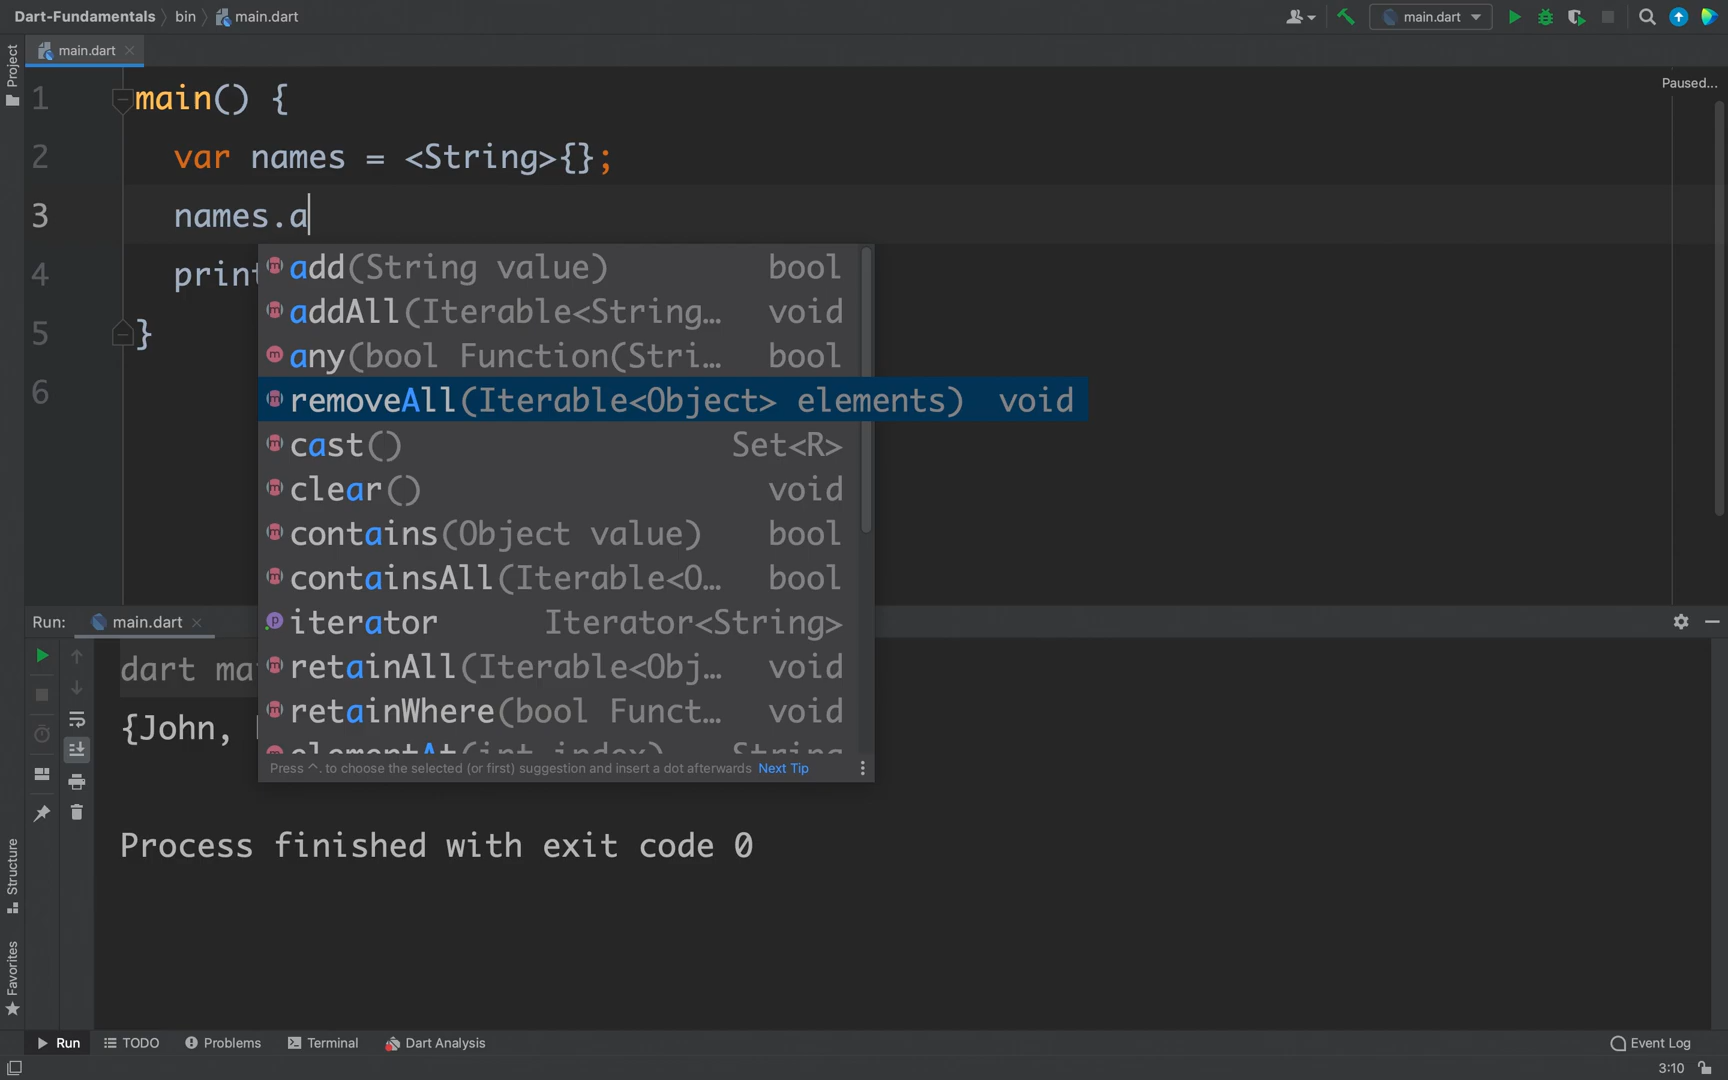 Dart-Fundamentals bin main.dart
main.dart
Project
main.dart
Paused...
1 main() {
2 var names = <String>{};
3 names.a
4 print
5 }
6
add(String value) bool
addAll(Iterable<String... void
any(bool Function(Stri... bool
removeAll(Iterable<Object> elements) void
cast() Set<R>
clear() void
contains(Object value) bool
containsAll(Iterable<O... bool
iterator Iterator<String>
retainAll(Iterable<Obj... void
retainWhere(bool Funct... void
elementAt(int index) String
Press ^. to choose the selected (or first) suggestion and insert a dot afterwards Next Tip
Run: main.dart
dart ma
{John,
Process finished with exit code 0
Structure
Favorites
Run TODO Problems Terminal Dart Analysis Event Log
3:10